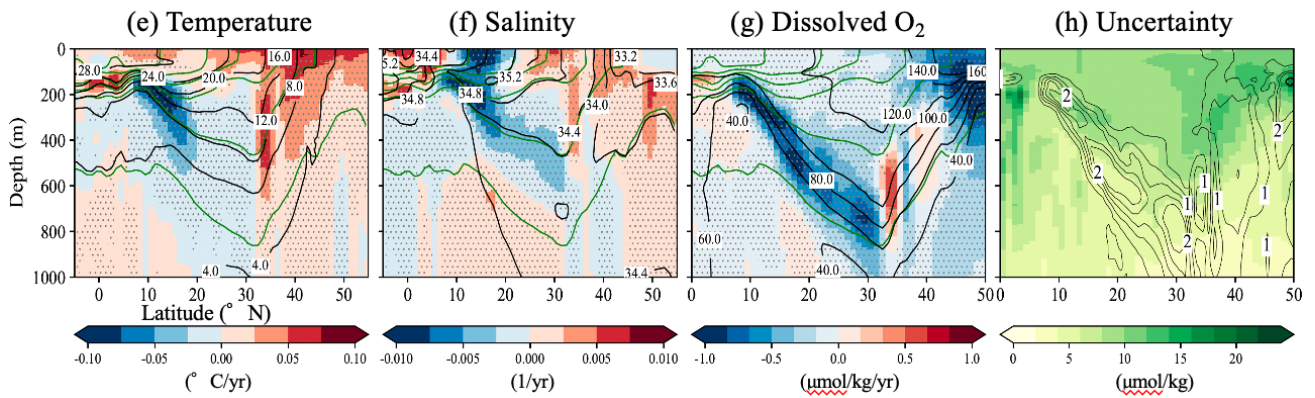 (e) Temperature (f) Salinity (g) Dissolved O₂ (h) Uncertainty
Depth (m)
0
200
400
600
800
1000
28.0 24.0 20.0 16.0 8.0 12.0 4.0 4.0
5.2 34.4 34.8 34.8 35.2 33.2 33.6 34.0 34.4 34.4
40.0 80.0 60.0 40.0 140.0 160 120.0 100.0 40.0
2 2 2 2 1 1 1 1 1
0 10 20 30 40 50
0 10 20 30 40 50
0 10 20 30 40 50
0 10 20 30 40 50
Latitude (° N)
-0.10 -0.05 0.00 0.05 0.10
(° C/yr)
-0.010 -0.005 0.000 0.005 0.010
(1/yr)
-1.0 -0.5 0.0 0.5 1.0
(μmol/kg/yr)
0 5 10 15 20
(μmol/kg)